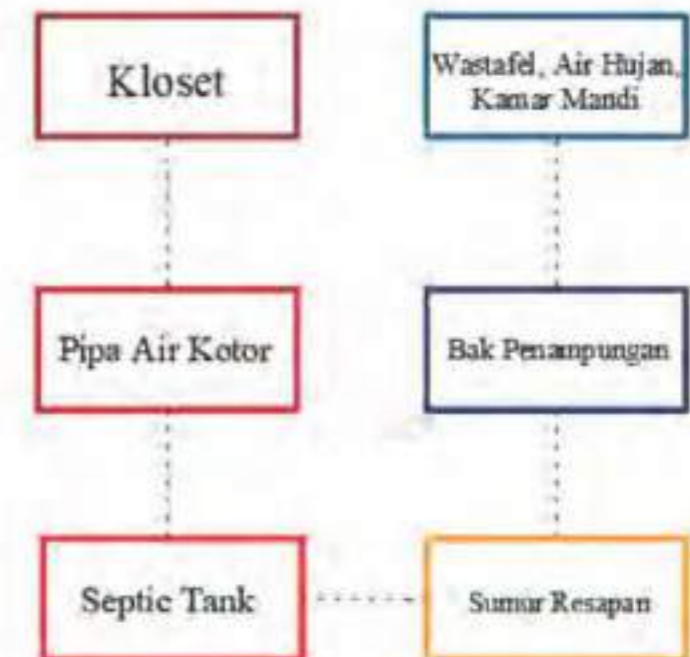 Kloset
Wastafel, Air Hujan,
Kamar Mandi
Pipa Air Kotor
Bak Penampungan
Septic Tank
Sumur Resapan